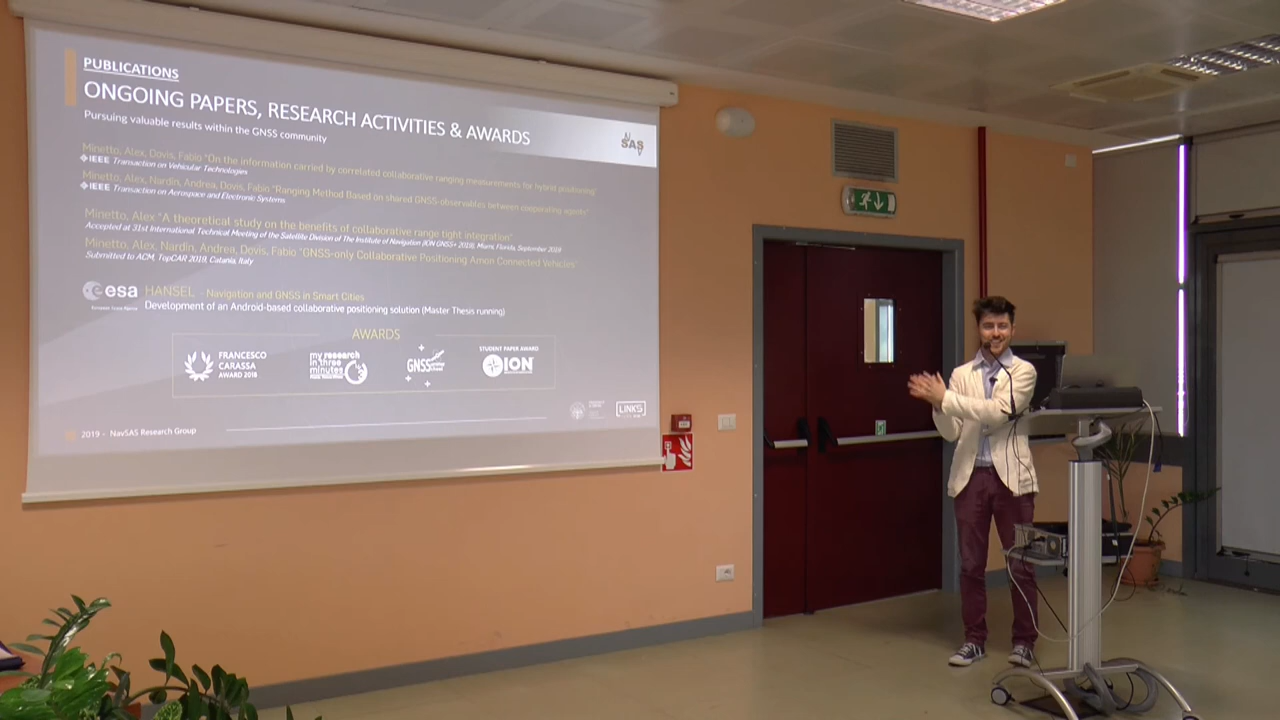 PUBLICATIONS
ONGOING PAPERS, RESEARCH ACTIVITIES & AWARDS
Pursuing valuable results within the GNSS community
SAS
Minetto, Alex, Dovis, Fabio "On the information carried by correlated collaborative ranging measurements for hybrid positioning"
IEEE Transaction on Vehicular Technologies
Minetto, Alex, Nardin, Andrea, Dovis, Fabio "Ranging Method Based on shared GNSS observables between cooperating agents"
IEEE Transaction on Aerospace and Electronic Systems
Minetto, Alex "A theoretical study on the benefits of collaborative range tight integration"
Accepted at 31st International Technical Meeting of the Satellite Division of The Institute of Navigation (ION GNSS+ 2018), Miami, Florida, September 2018
Minetto, Alex, Nardin, Andrea, Dovis, Fabio "GNSS-only Collaborative Positioning Amon Connected Vehicles"
Submitted to ACM, TopCAR 2019, Catania, Italy
esa HANSEL - Navigation and GNSS in Smart Cities
Development of an Android-based collaborative positioning solution (Master Thesis running)
AWARDS
FRANCESCO CARASSA AWARD 2018
my research in three minutes
GNSS
STUDENT PAPER AWARD
ION
LINKS
2019 - NavSAS Research Group